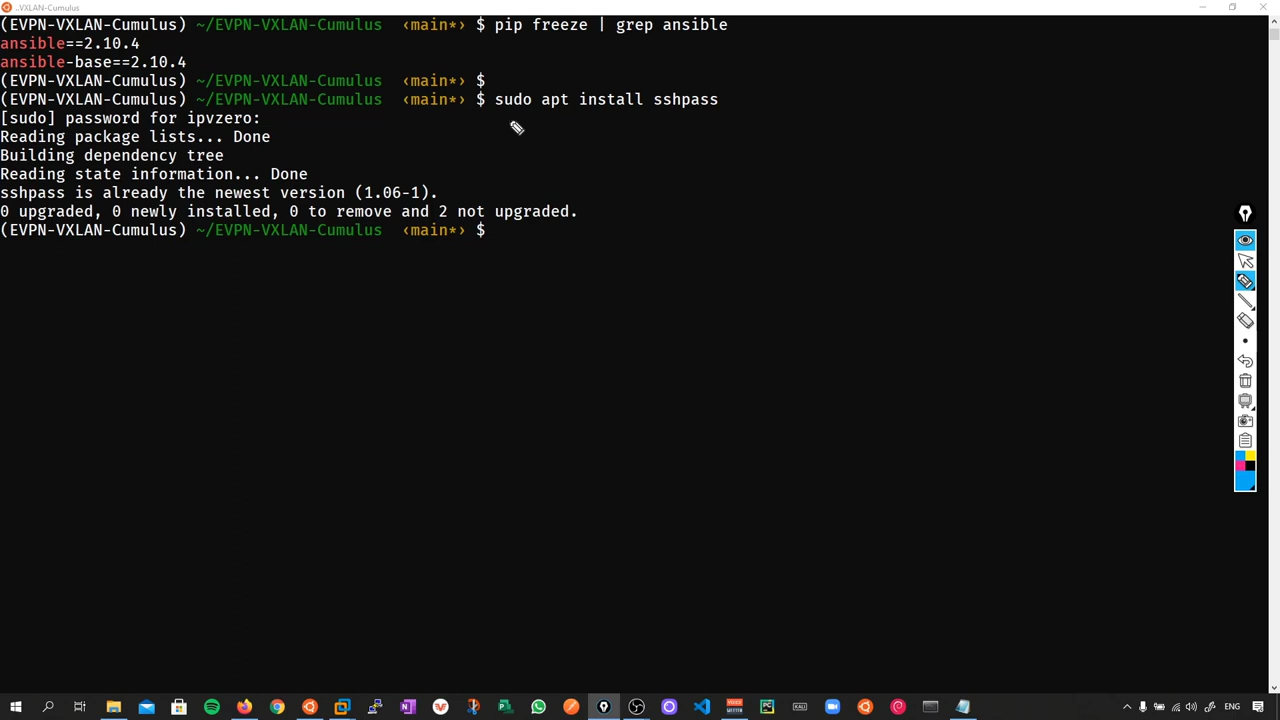 ..VXLAN-Cumulus
(EVPN-VXLAN-Cumulus) ~/EVPN-VXLAN-Cumulus ‹main*› $ pip freeze | grep ansible
ansible==2.10.4
ansible-base==2.10.4
(EVPN-VXLAN-Cumulus) ~/EVPN-VXLAN-Cumulus ‹main*› $
(EVPN-VXLAN-Cumulus) ~/EVPN-VXLAN-Cumulus ‹main*› $ sudo apt install sshpass
[sudo] password for ipvzero:
Reading package lists... Done
Building dependency tree
Reading state information... Done
sshpass is already the newest version (1.06-1).
0 upgraded, 0 newly installed, 0 to remove and 2 not upgraded.
(EVPN-VXLAN-Cumulus) ~/EVPN-VXLAN-Cumulus ‹main*› $
ENG